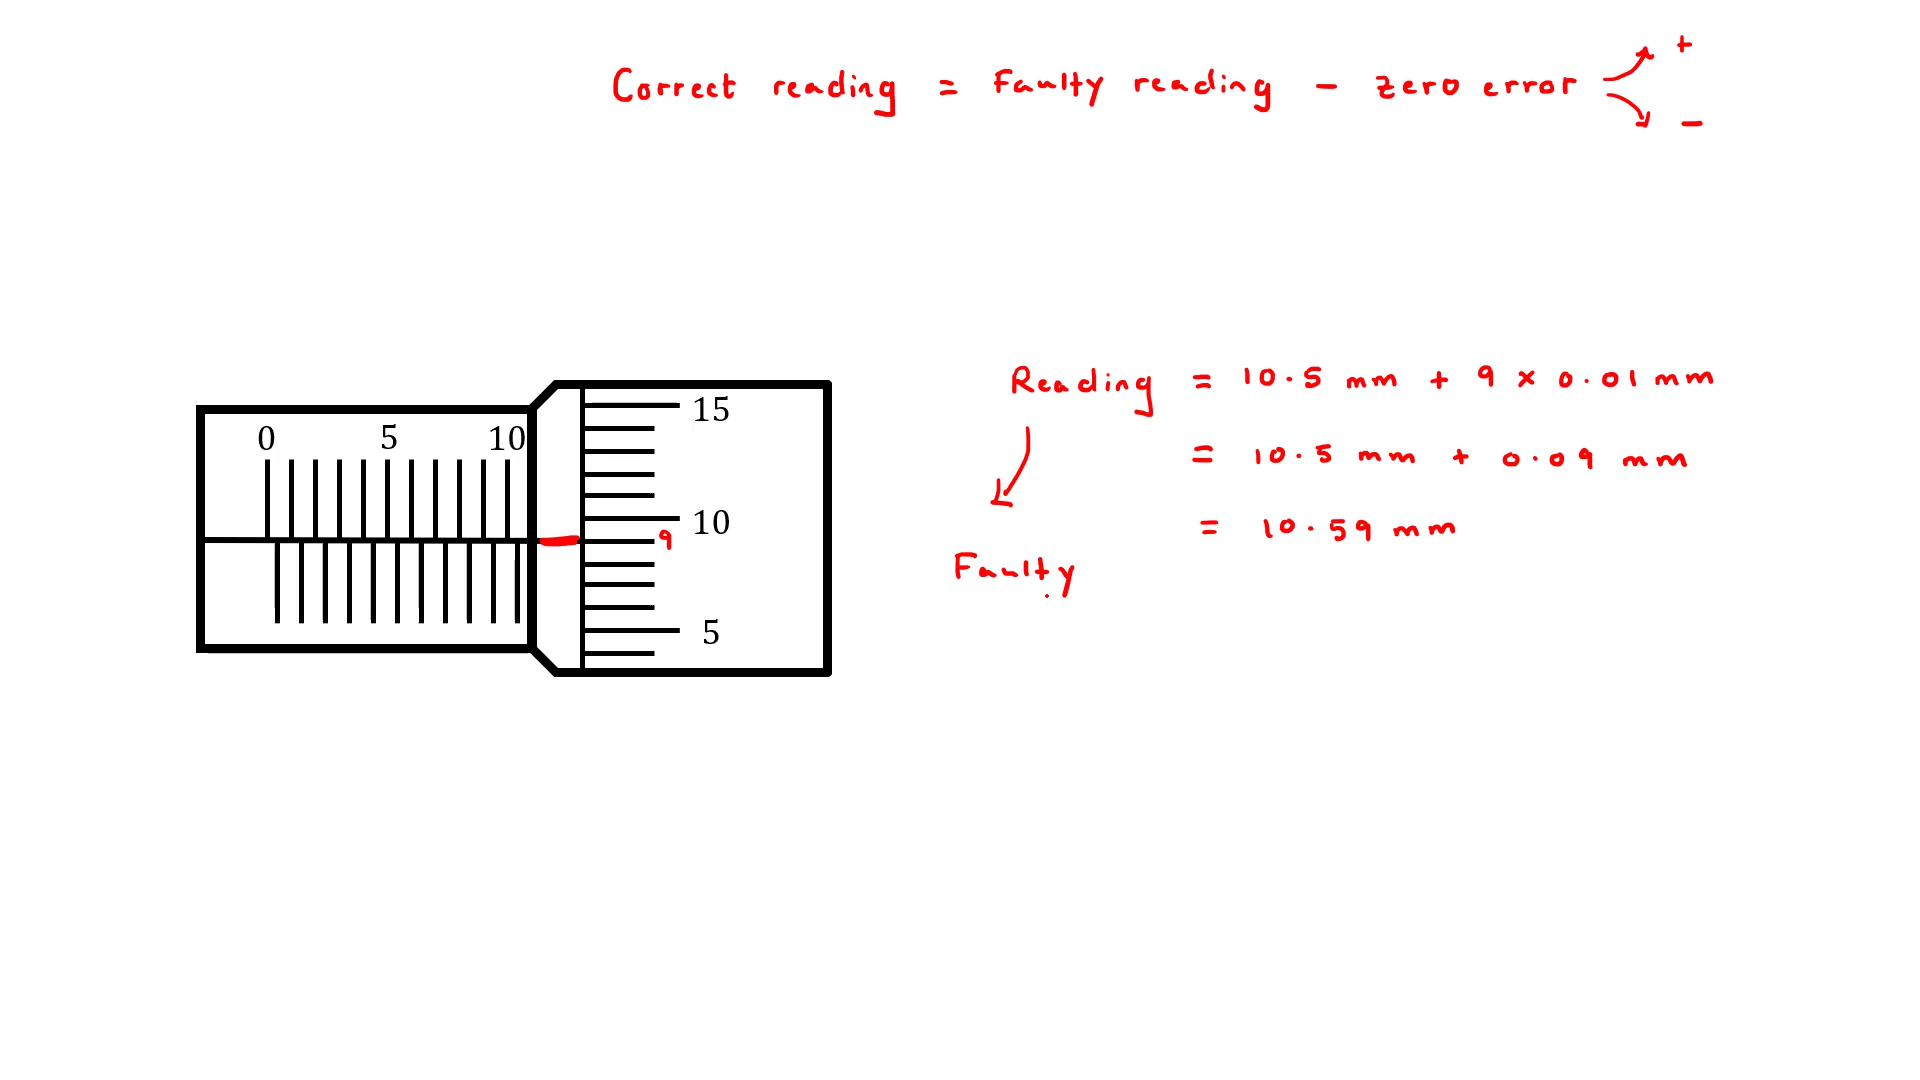 Correct reading = Faulty reading - zero error
+
-
Reading = 10.5 mm + 9 x 0.01 mm
= 10.5 mm + 0.09 mm
= 10.59 mm
Faulty
0 5 10
15
10
9
5